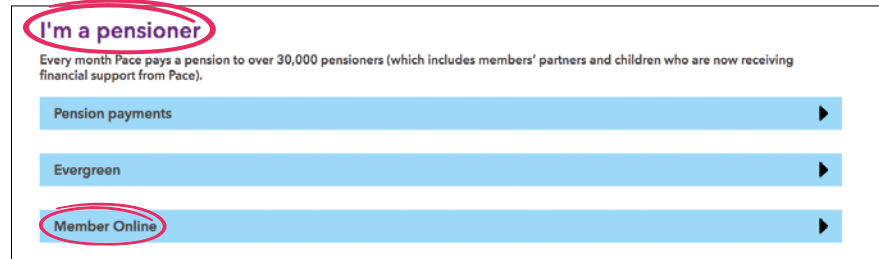 I'm a pensioner
Every month Pace pays a pension to over 30,000 pensioners (which includes members' partners and children who are now receiving
financial support from Pace).
Pension payments
Evergreen
Member Online